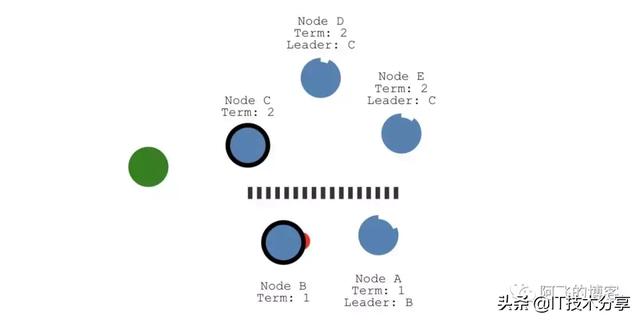 Node D
Term: 2
Leader: C
Node E
Term: 2
Leader: C
Node C
Term: 2
Node B
Term: 1
Node A
Term: 1
Leader: B
阿飞的博客
头条 @IT技术分享